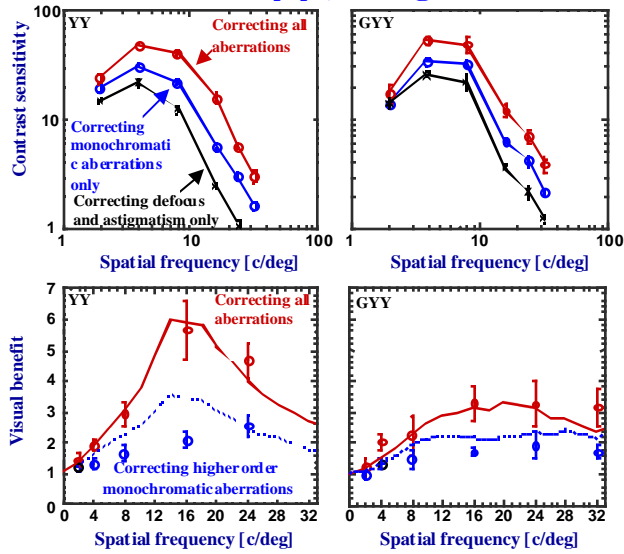 YY
Correcting all
aberrations
GYY
Contrast sensitivity
100
10
1
Correcting
monochromati
c aberrations
only
Correcting defocus
and astigmatism only
1 10 100
1 10 100
Spatial frequency [c/deg]
Spatial frequency [c/deg]
YY
Correcting all
aberrations
GYY
Visual benefit
7
6
5
4
3
2
1
0
Correcting higher order
monochromatic aberrations
0 4 8 12 16 20 24 28 32
0 4 8 12 16 20 24 28 32
Spatial frequency [c/deg]
Spatial frequency [c/deg]